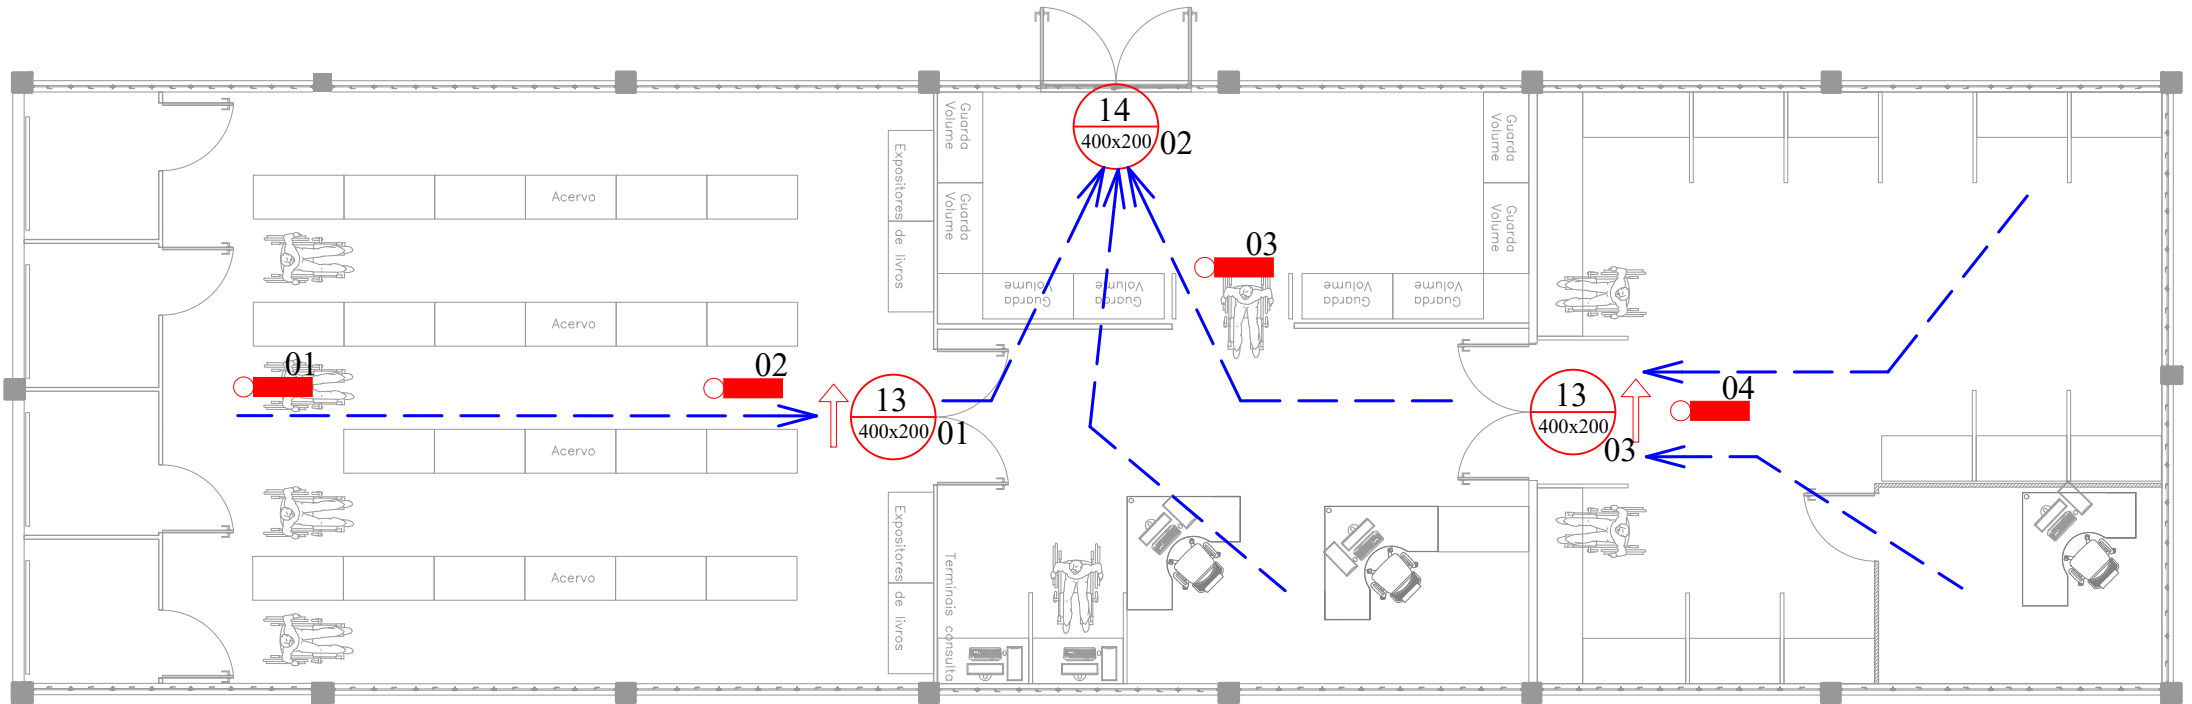 14
400x200
02
Guarda
Volume
Guarda
Volume
Guarda
Volume
Guarda
Volume
Expositores de livros
Acervo
Guarda
Volume
Guarda
Volume
Guarda
Volume
Guarda
Volume
03
Acervo
01
02
13
400x200
01
13
400x200
03
04
Acervo
Expositores de livros
Terminais consulta
Acervo